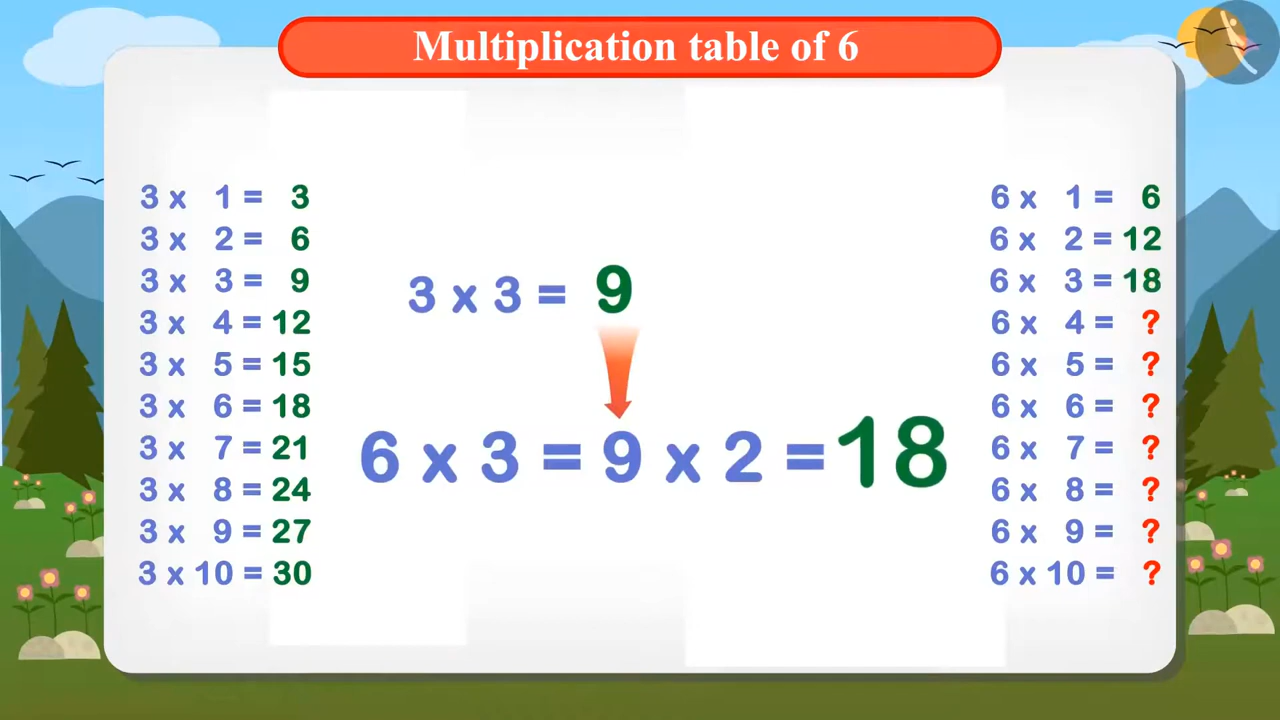 Multiplication table of 6
3 x 1 = 3
3 x 2 = 6
3 x 3 = 9
3 x 4 = 12
3 x 5 = 15
3 x 6 = 18
3 x 7 = 21
3 x 8 = 24
3 x 9 = 27
3 x 10 = 30
3 x 3 = 9
6 x 3 = 9 x 2 = 18
6 x 1 = 6
6 x 2 = 12
6 x 3 = 18
6 x 4 = ?
6 x 5 = ?
6 x 6 = ?
6 x 7 = ?
6 x 8 = ?
6 x 9 = ?
6 x 10 = ?